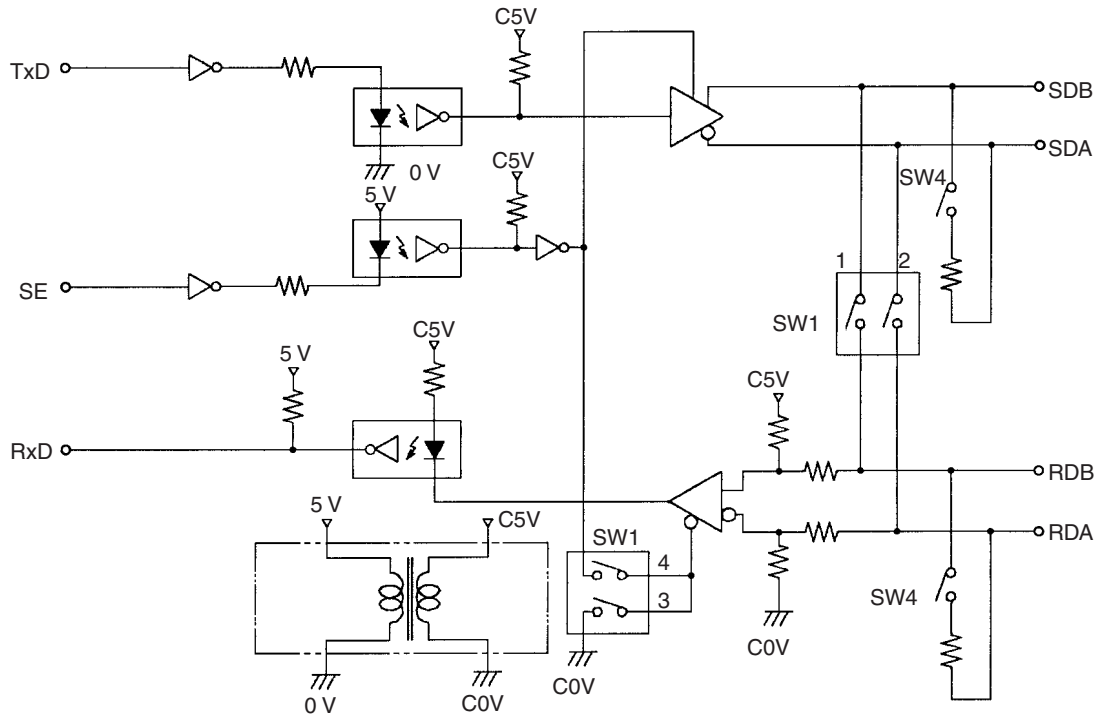 C5V
TxD
SDB
SDA
0 V
C5V
SW4
5 V
1
2
SE
SW1
5 V
C5V
C5V
RxD
RDB
RDA
5 V
C5V
SW1
4
3
SW4
C0V
C0V
0 V
C0V